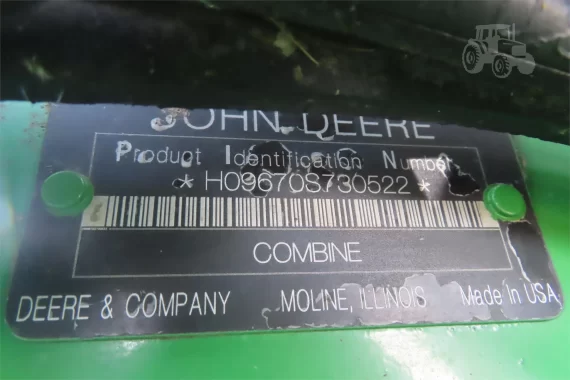 JOHN DEERE
Product Identification Number
* H09670S730522 *
COMBINE
DEERE & COMPANY MOLINE, ILLINOIS Made In USA